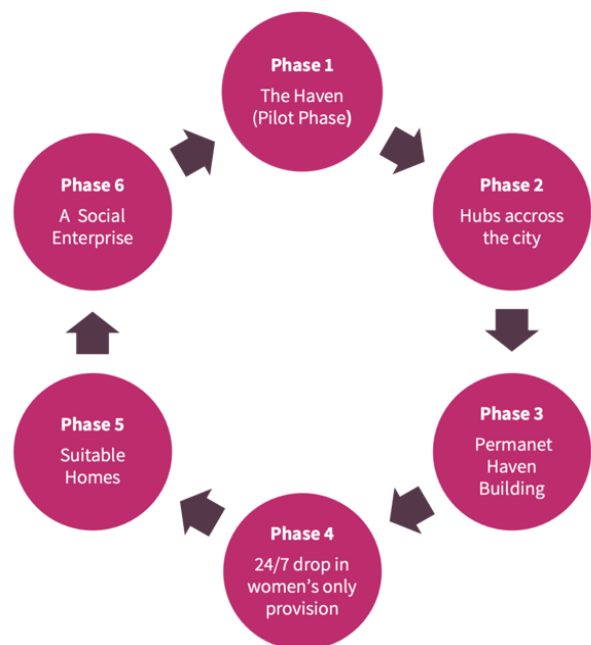 Phase 1
The Haven
(Pilot Phase)
Phase 2
Hubs accross
the city
Phase 3
Permanet
Haven
Building
Phase 4
24/7 drop in
women’s only
provision
Phase 5
Suitable
Homes
Phase 6
A Social
Enterprise